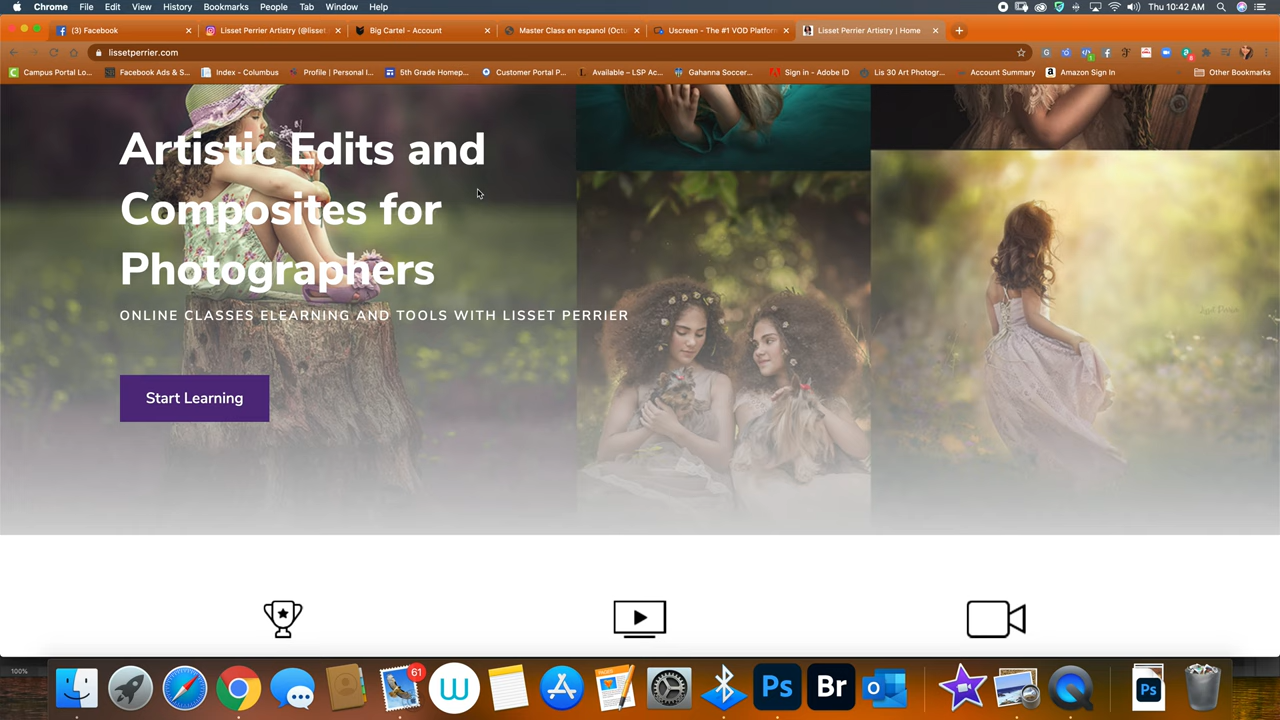 Chrome File Edit View History Bookmarks People Tab Window Help
Thu 10:42 AM
(3) Facebook
Lisset Perrier Artistry (@lisset
Big Cartel - Account
Master Class en espanol (Octu
Uscreen - The #1 VOD Platform
Lisset Perrier Artistry | Home
lissetperrier.com
Campus Portal Lo...
Facebook Ads & S...
Index - Columbus
Profile | Personal I...
5th Grade Homep...
Customer Portal P...
Available – LSP Ac...
Gahanna Soccer...
Sign in - Adobe ID
Lis 30 Art Photogr...
Account Summary
Amazon Sign In
Other Bookmarks
Artistic Edits and
Composites for
Photographers
ONLINE CLASSES ELEARNING AND TOOLS WITH LISSET PERRIER
Start Learning
100%
61
Ps
Br
Ps